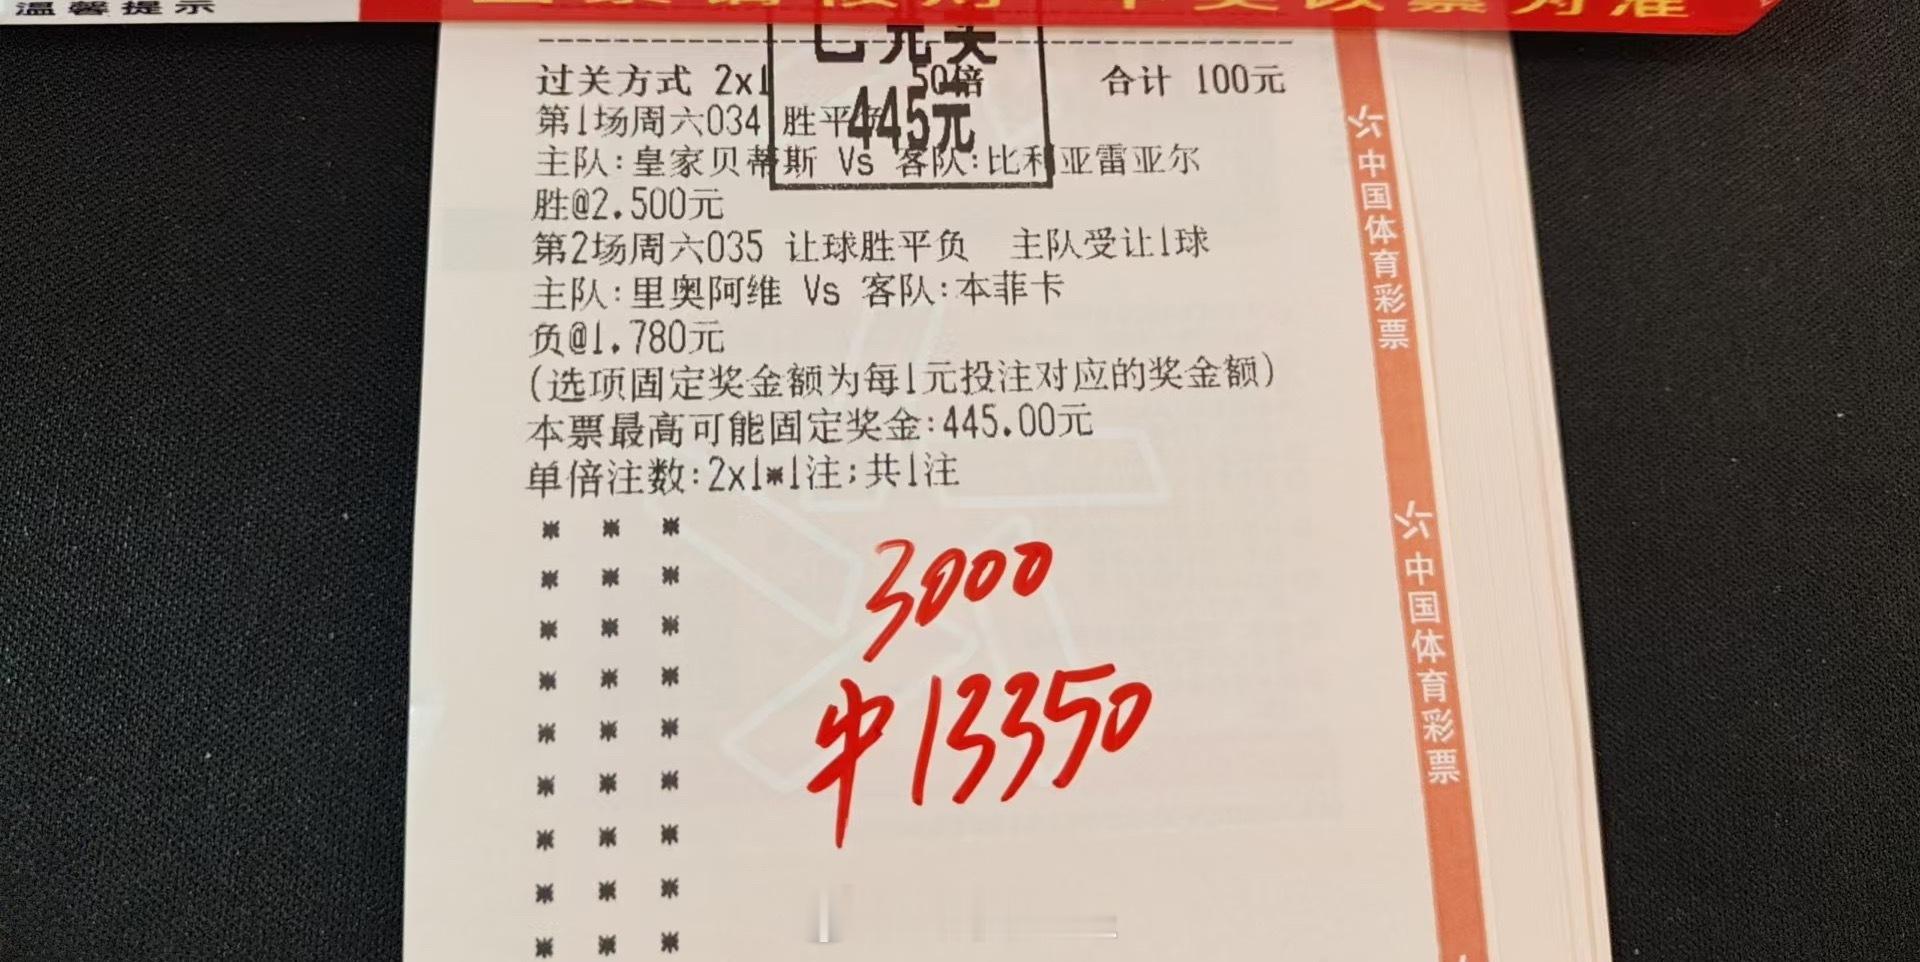 温馨提示
过关方式 2x1 50倍 合计 100元
445元
第1场周六034 胜平负
主队:皇家贝蒂斯 Vs 客队:比利亚雷亚尔
胜@2.500元
第2场周六035 让球胜平负 主队受让1球
主队:里奥阿维 Vs 客队:本菲卡
负@1.780元
(选项固定奖金额为每1元投注对应的奖金额)
本票最高可能固定奖金:445.00元
单倍注数:2x1*1注;共1注
3000
中13350
中国体育彩票
中国体育彩票